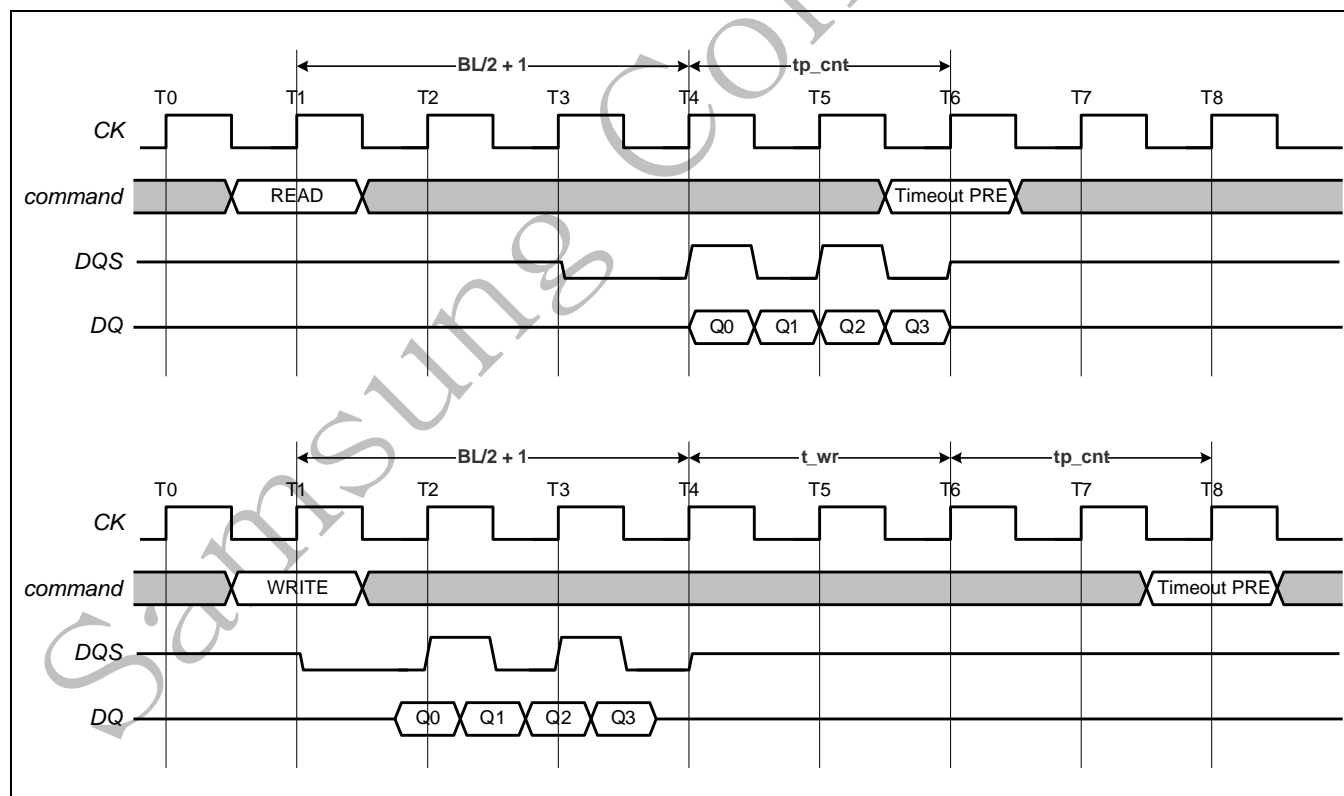 BL/2 + 1 tp_cnt
T0 T1 T2 T3 T4 T5 T6 T7 T8
CK
command READ Timeout PRE
DQS
DQ Q0 Q1 Q2 Q3
BL/2 + 1 t_wr tp_cnt
T0 T1 T2 T3 T4 T5 T6 T7 T8
CK
command WRITE Timeout PRE
DQS
DQ Q0 Q1 Q2 Q3
Samsung Con